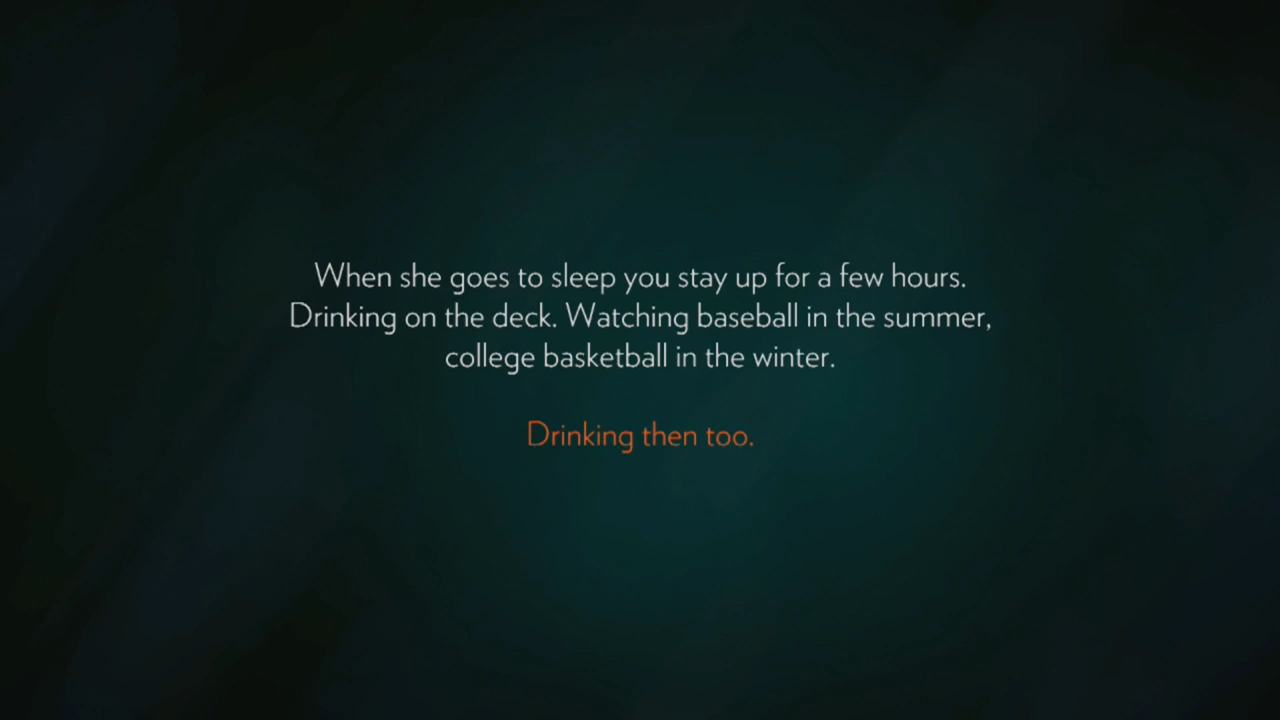 When she goes to sleep you stay up for a few hours.
Drinking on the deck. Watching baseball in the summer,
college basketball in the winter.
Drinking then too.